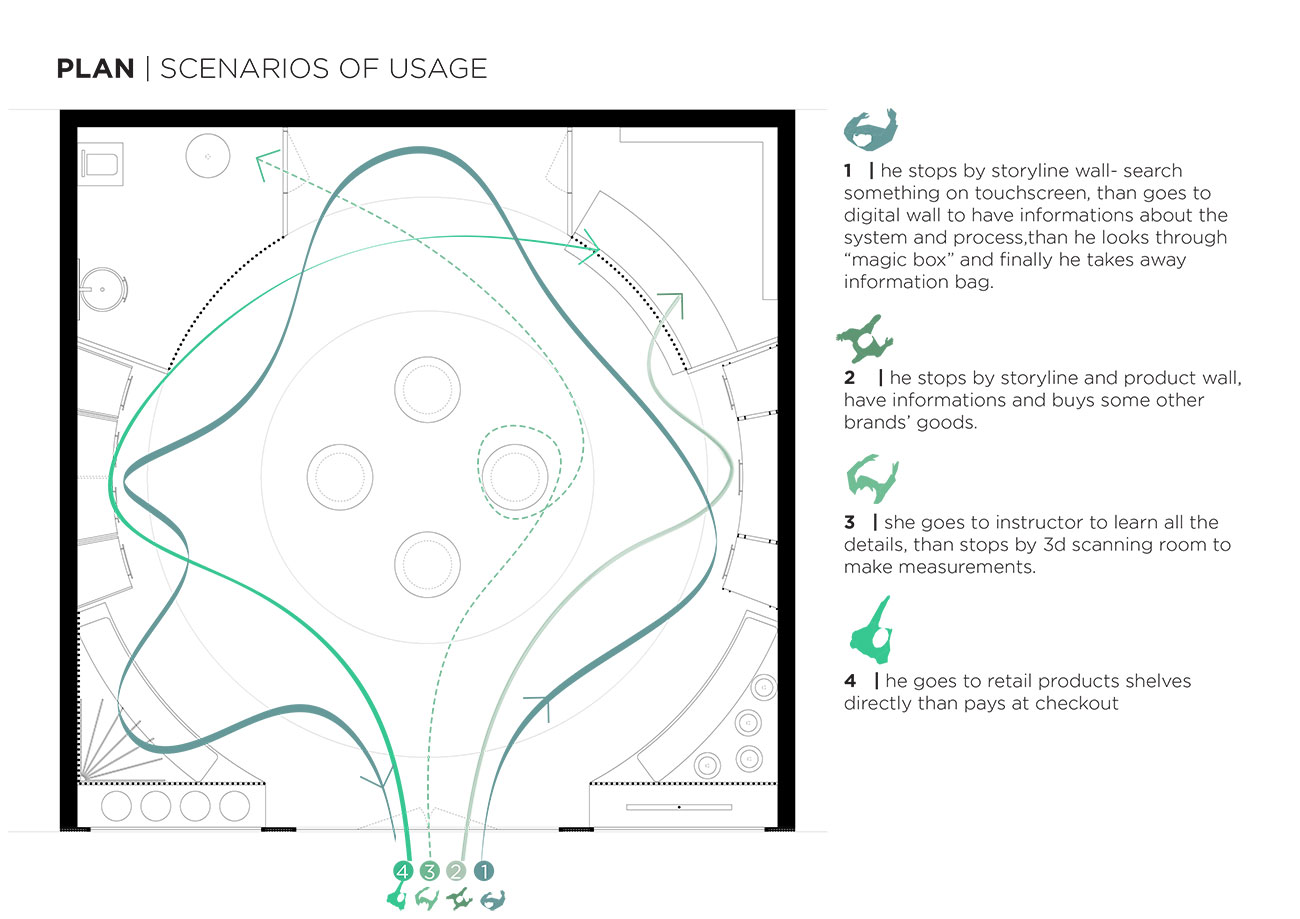 PLAN | SCENARIOS OF USAGE
1 | he stops by storyline wall- search
something on touchscreen, than goes to
digital wall to have informations about the
system and process,than he looks through
“magic box” and finally he takes away
information bag.
2 | he stops by storyline and product wall,
have informations and buys some other
brands’ goods.
3 | she goes to instructor to learn all the
details, than stops by 3d scanning room to
make measurements.
4 | he goes to retail products shelves
directly than pays at checkout
4 3 2 1